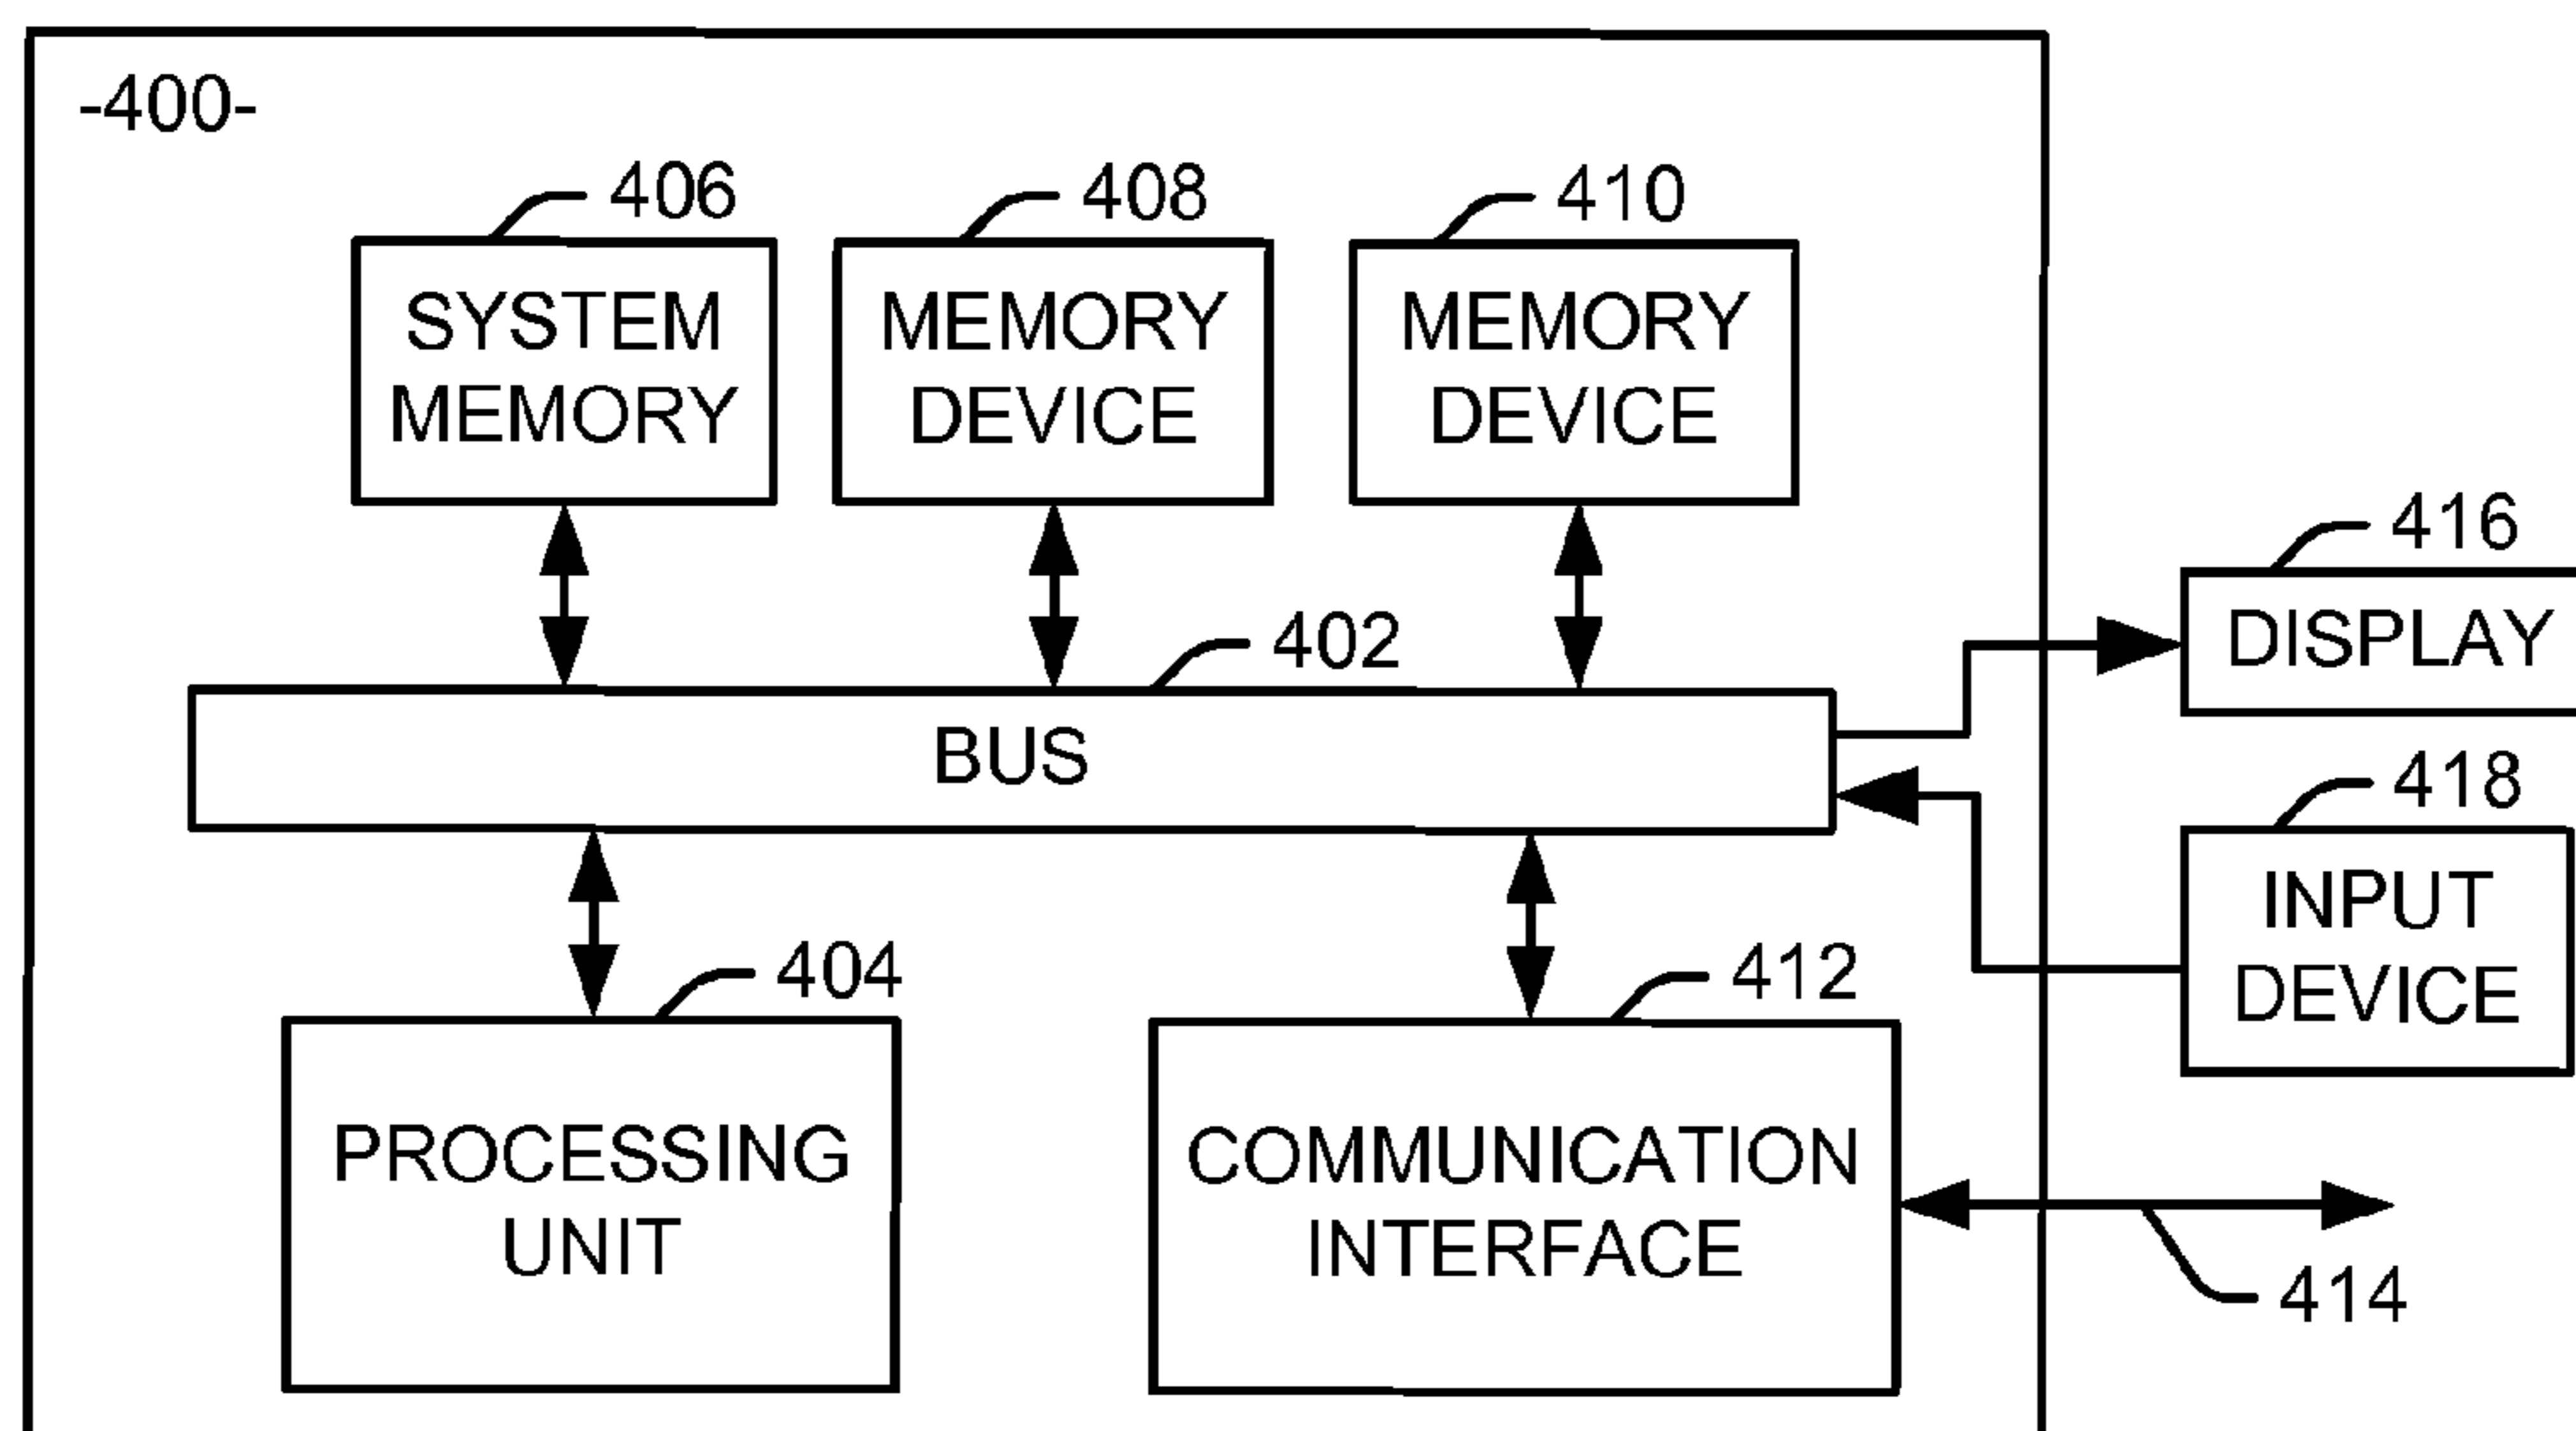 -400-
406
408
410
SYSTEM
MEMORY
MEMORY
DEVICE
MEMORY
DEVICE
416
DISPLAY
402
BUS
418
INPUT
DEVICE
404
412
PROCESSING
UNIT
COMMUNICATION
INTERFACE
414